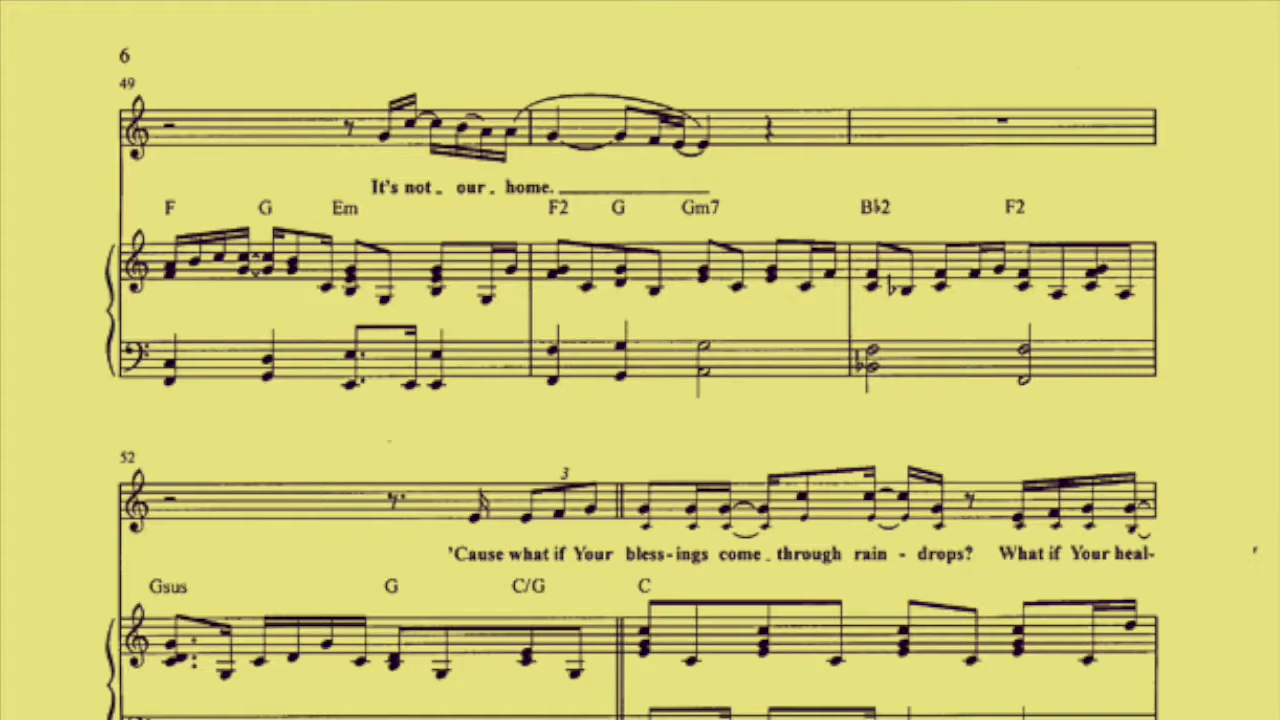 6
49
It's not _ our . home. ____________
F G Em F2 G Gm7 B♭2 F2
52
3
'Cause what if Your bless-ings come _ through rain - drops? What if Your heal-
Gsus G C/G C